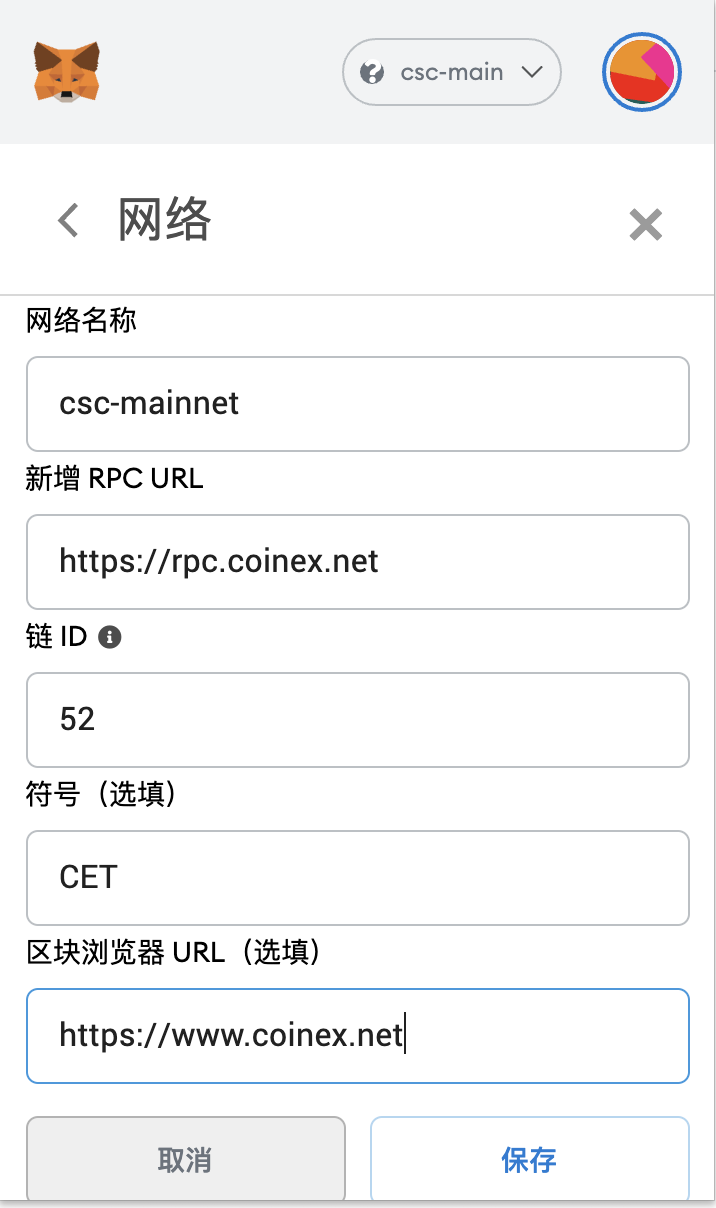 csc-main
网络
网络名称
csc-mainnet
新增 RPC URL
https://rpc.coinex.net
链 ID
52
符号（选填）
CET
区块浏览器 URL（选填）
https://www.coinex.net
取消
保存